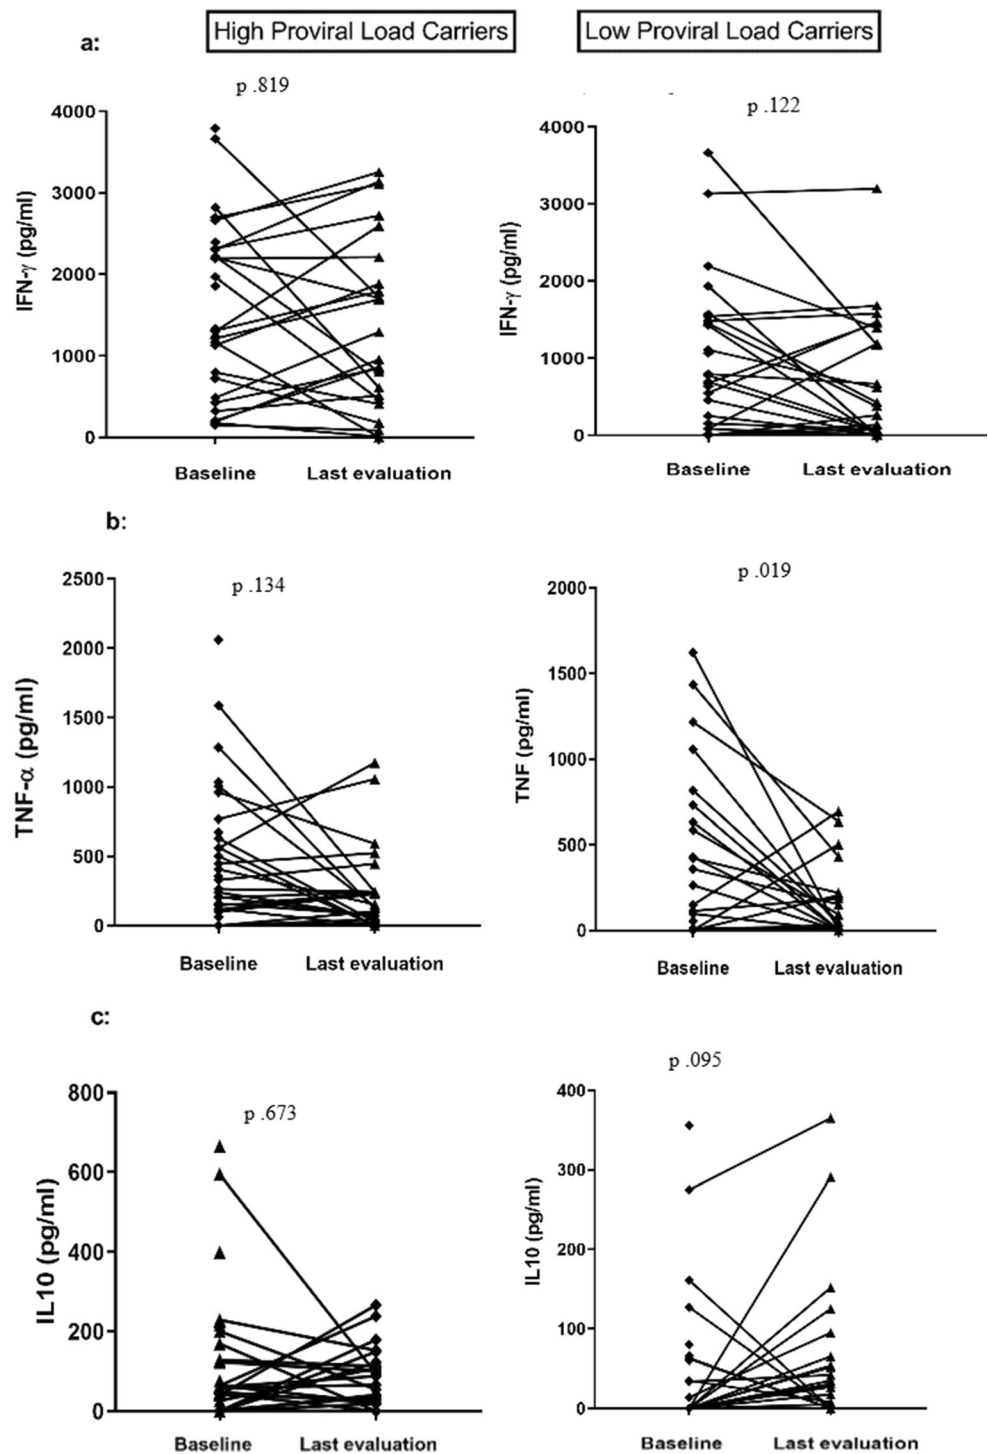 High Proviral Load Carriers
Low Proviral Load Carriers
a:
p .819
4000
3000
2000
1000
0
IFN-γ (pg/ml)
Baseline
Last evaluation
p .122
4000
3000
2000
1000
0
IFN-γ (pg/ml)
Baseline
Last evaluation
b:
p .134
2500
2000
1500
1000
500
0
TNF-α (pg/ml)
Baseline
Last evaluation
p .019
2000
1500
1000
500
0
TNF (pg/ml)
Baseline
Last evaluation
c:
p .673
800
600
400
200
0
IL10 (pg/ml)
Baseline
Last evaluation
p .095
400
300
200
100
0
IL10 (pg/ml)
Baseline
Last evaluation